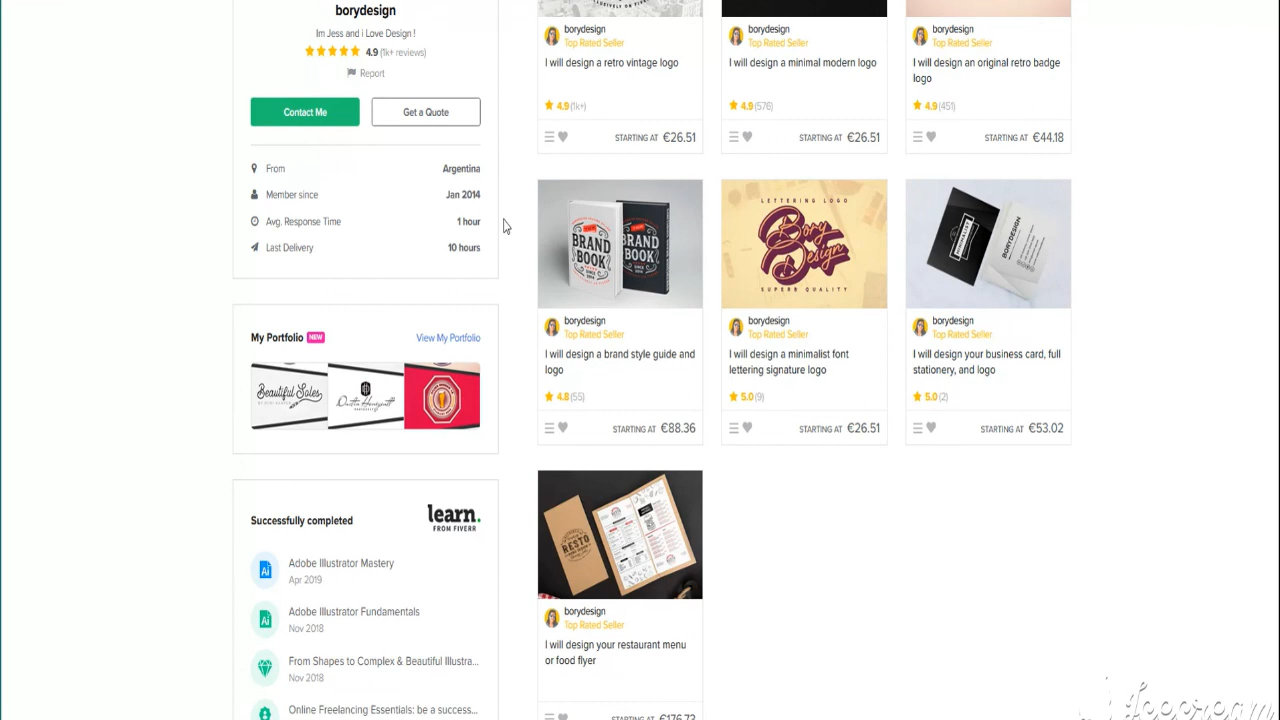 borydesign
Im Jess and i Love Design !
4.9 (1k+ reviews)
Report
Contact Me
Get a Quote
From
Argentina
Member since
Jan 2014
Avg. Response Time
1 hour
Last Delivery
10 hours
My Portfolio NEW
View My Portfolio
Beautiful Soles
Successfully completed
learn.
FROM FIVERR
Adobe Illustrator Mastery
Apr 2019
Adobe Illustrator Fundamentals
Nov 2018
From Shapes to Complex & Beautiful Illustra...
Nov 2018
Online Freelancing Essentials: be a success...
Top Rated Seller
I will design a retro vintage logo
4.9 (1k+)
STARTING AT €26.51
borydesign
Top Rated Seller
I will design a minimal modern logo
4.9 (576)
STARTING AT €26.51
borydesign
Top Rated Seller
I will design an original retro badge
logo
4.9 (451)
STARTING AT €44.18
BRAND
BOOK
BRAND
BOOK
borydesign
Top Rated Seller
I will design a brand style guide and
logo
4.8 (55)
STARTING AT €88.36
LETTERING LOGO
Bory
Design
SUPERB QUALITY
borydesign
Top Rated Seller
I will design a minimalist font
lettering signature logo
5.0 (9)
STARTING AT €26.51
BORYDESIGN
borydesign
Top Rated Seller
I will design your business card, full
stationery, and logo
5.0 (2)
STARTING AT €53.02
RESTO
borydesign
Top Rated Seller
I will design your restaurant menu
or food flyer
STARTING AT €176.73